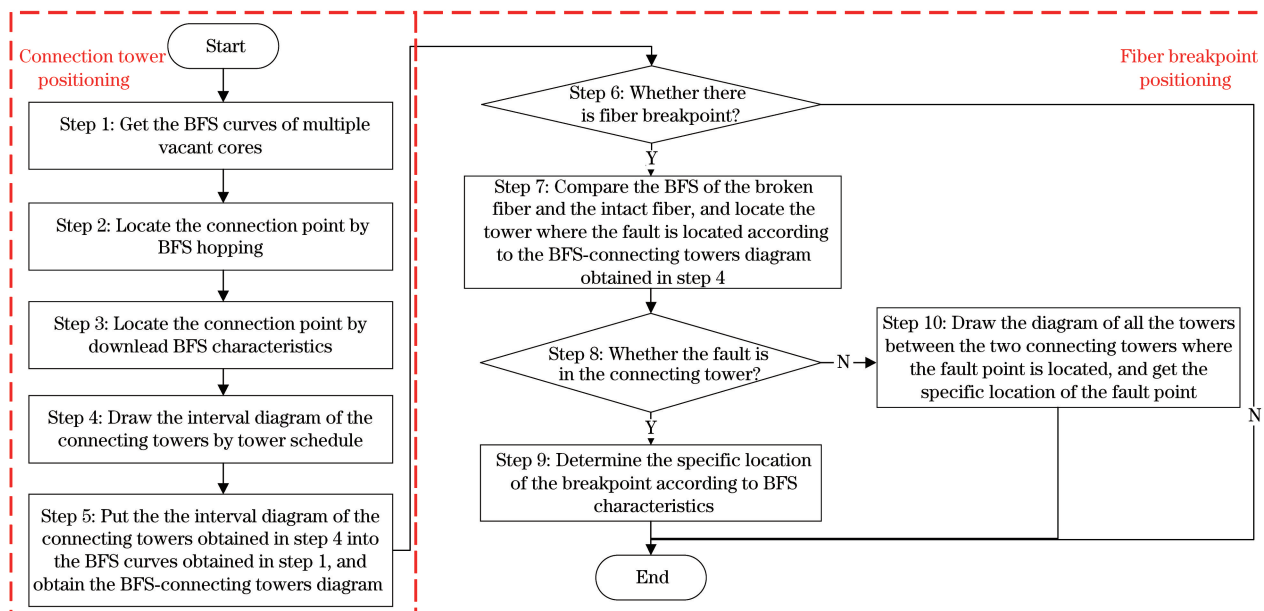 Connection tower
positioning
Start
Step 1: Get the BFS curves of multiple
vacant cores
Step 2: Locate the connection point by
BFS hopping
Step 3: Locate the connection point by
downlead BFS characteristics
Step 4: Draw the interval diagram of the
connecting towers by tower schedule
Step 5: Put the the interval diagram of the
connecting towers obtained in step 4 into
the BFS curves obtained in step 1, and
obtain the BFS-connecting towers diagram
Fiber breakpoint
positioning
Step 6: Whether there
is fiber breakpoint?
Y
Step 7: Compare the BFS of the broken
fiber and the intact fiber, and locate the
tower where the fault is located according
to the BFS-connecting towers diagram
obtained in step 4
Step 8: Whether the fault is
in the connecting tower?
N
Step 10: Draw the diagram of all the towers
between the two connecting towers where
the fault point is located, and get the
specific location of the fault point
N
Y
Step 9: Determine the specific location
of the breakpoint according to BFS
characteristics
End